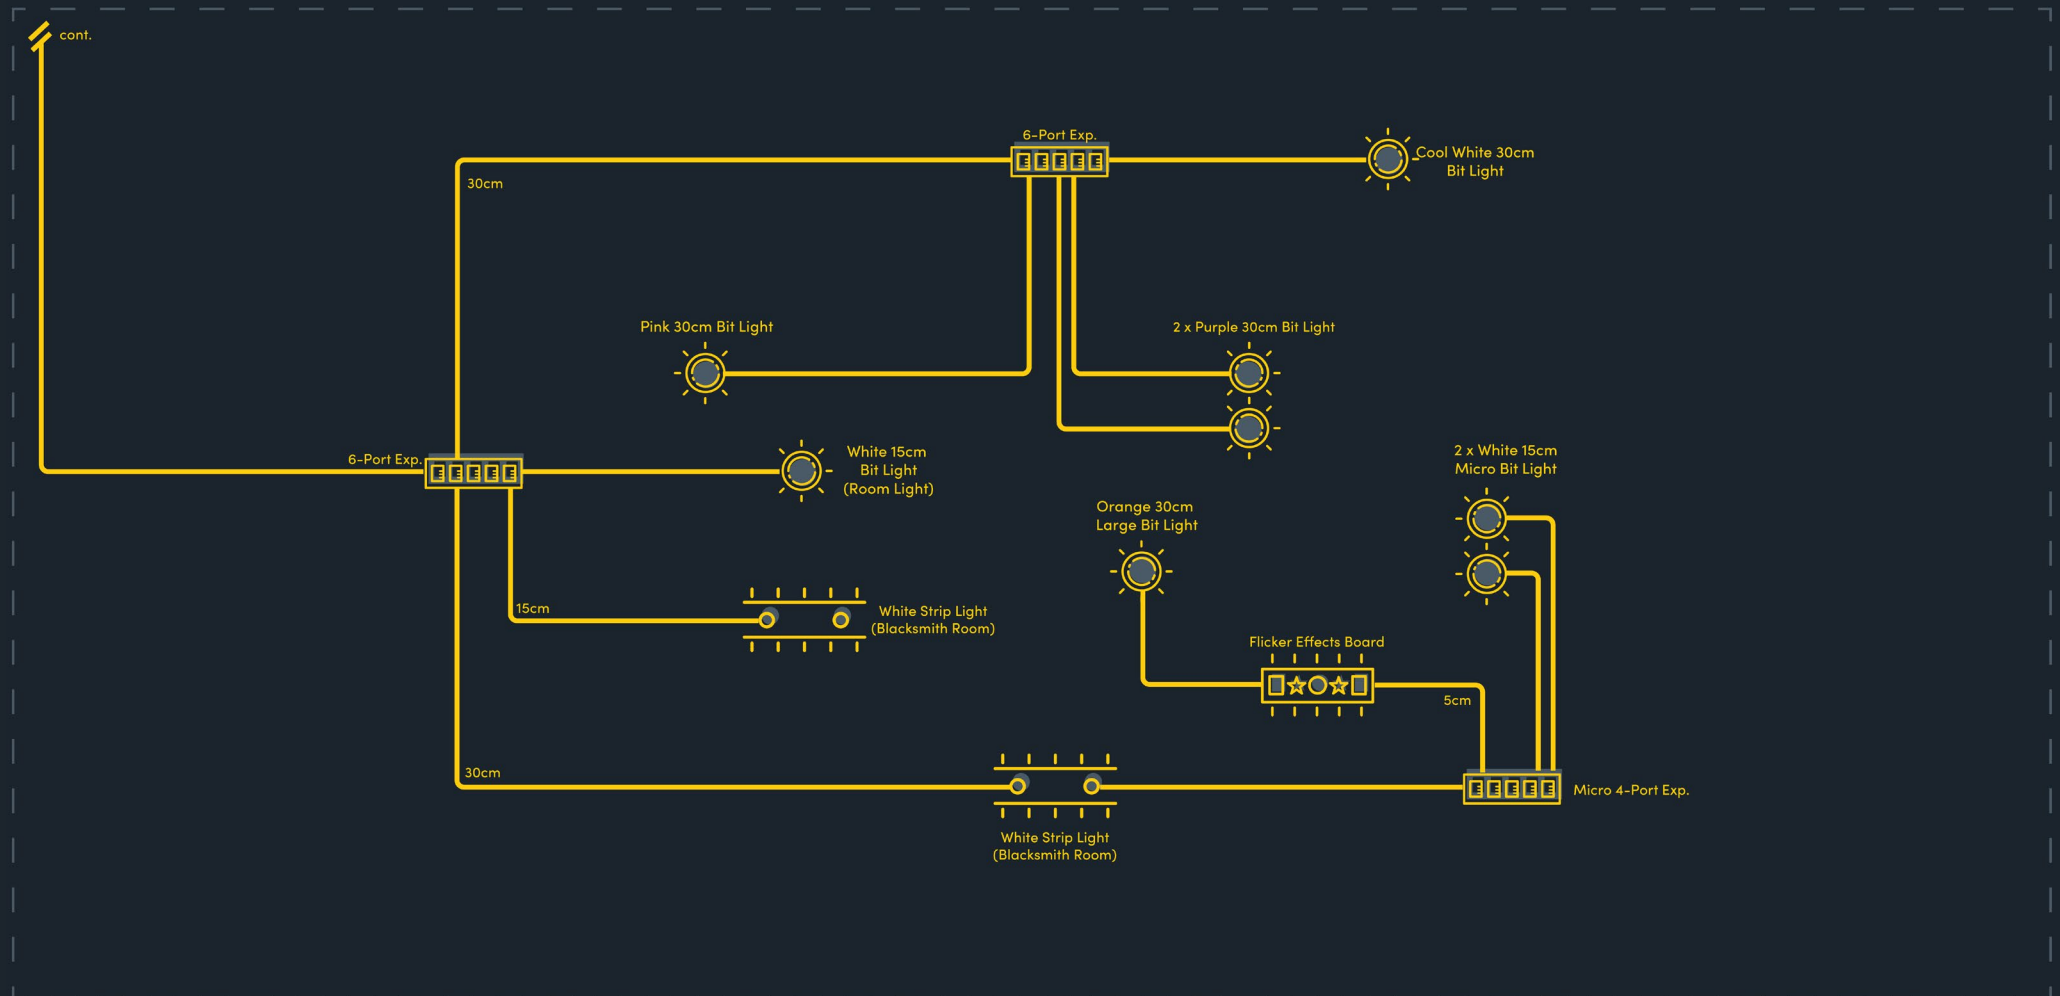 cont.
6-Port Exp.
Cool White 30cm
Bit Light
30cm
Pink 30cm Bit Light
2 x Purple 30cm Bit Light
6-Port Exp.
White 15cm
Bit Light
(Room Light)
2 x White 15cm
Micro Bit Light
Orange 30cm
Large Bit Light
15cm
White Strip Light
(Blacksmith Room)
Flicker Effects Board
5cm
30cm
Micro 4-Port Exp.
White Strip Light
(Blacksmith Room)